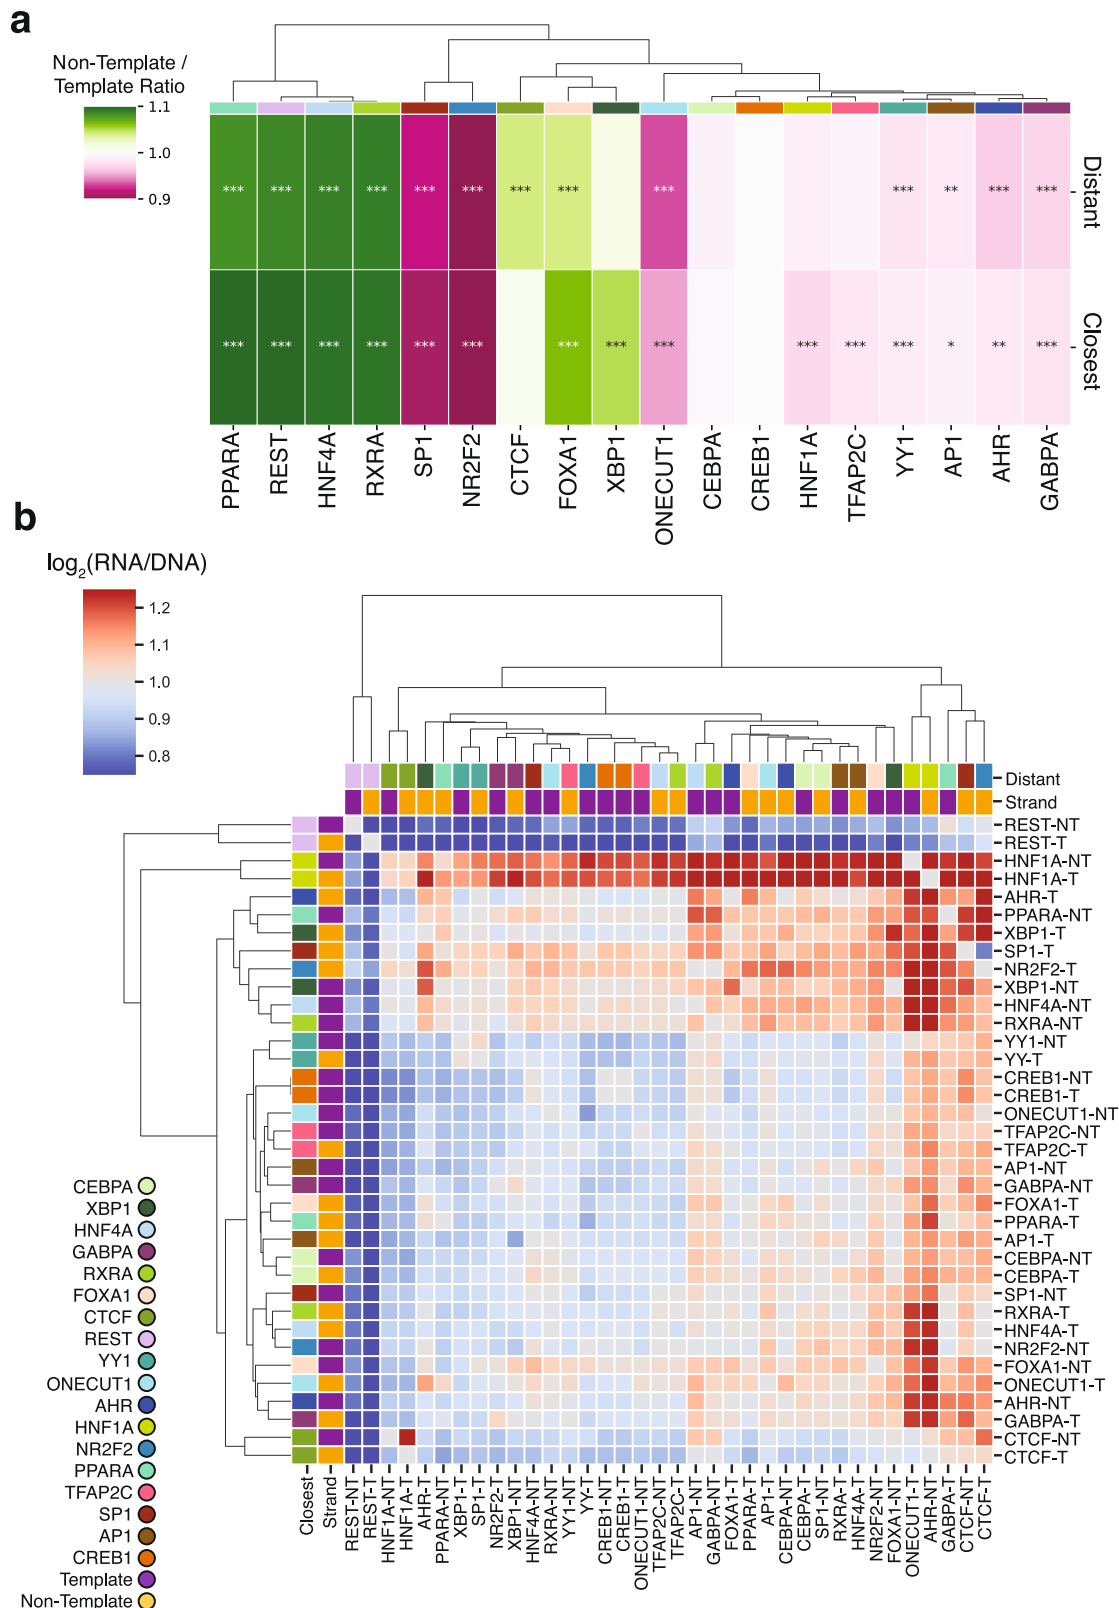 a
Non-Template /
Template Ratio
1.1
1.0
0.9
*** *** *** *** *** *** *** *** *** *** ** *** ***
Distant
*** *** *** *** *** *** *** *** *** *** *** *** * ** ***
Closest
PPARA
REST
HNF4A
RXRA
SP1
NR2F2
CTCF
FOXA1
XBP1
ONECUT1
CEBPA
CREB1
HNF1A
TFAP2C
YY1
AP1
AHR
GABPA
b
log2(RNA/DNA)
1.2
1.1
1.0
0.9
0.8
Distant
Strand
REST-NT
REST-T
HNF1A-NT
HNF1A-T
AHR-T
PPARA-NT
XBP1-T
SP1-T
NR2F2-T
XBP1-NT
HNF4A-NT
RXRA-NT
YY1-NT
YY-T
CREB1-NT
CREB1-T
ONECUT1-NT
TFAP2C-NT
TFAP2C-T
AP1-NT
GABPA-NT
FOXA1-T
PPARA-T
AP1-T
CEBPA-NT
CEBPA-T
SP1-NT
RXRA-T
HNF4A-T
NR2F2-NT
FOXA1-NT
ONECUT1-T
AHR-NT
GABPA-T
CTCF-NT
CTCF-T
CEBPA
XBP1
HNF4A
GABPA
RXRA
FOXA1
CTCF
REST
YY1
ONECUT1
AHR
HNF1A
NR2F2
PPARA
TFAP2C
SP1
AP1
CREB1
Template
Non-Template
Closest
Strand
REST-NT
REST-T
HNF1A-NT
HNF1A-T
AHR-T
PPARA-NT
XBP1-T
SP1-T
NR2F2-T
XBP1-NT
HNF4A-NT
RXRA-NT
YY1-NT
YY-T
CREB1-NT
CREB1-T
ONECUT1-NT
TFAP2C-NT
TFAP2C-T
AP1-NT
GABPA-NT
FOXA1-T
PPARA-T
AP1-T
CEBPA-NT
CEBPA-T
SP1-NT
RXRA-T
HNF4A-T
NR2F2-NT
FOXA1-NT
ONECUT1-T
AHR-NT
GABPA-T
CTCF-NT
CTCF-T